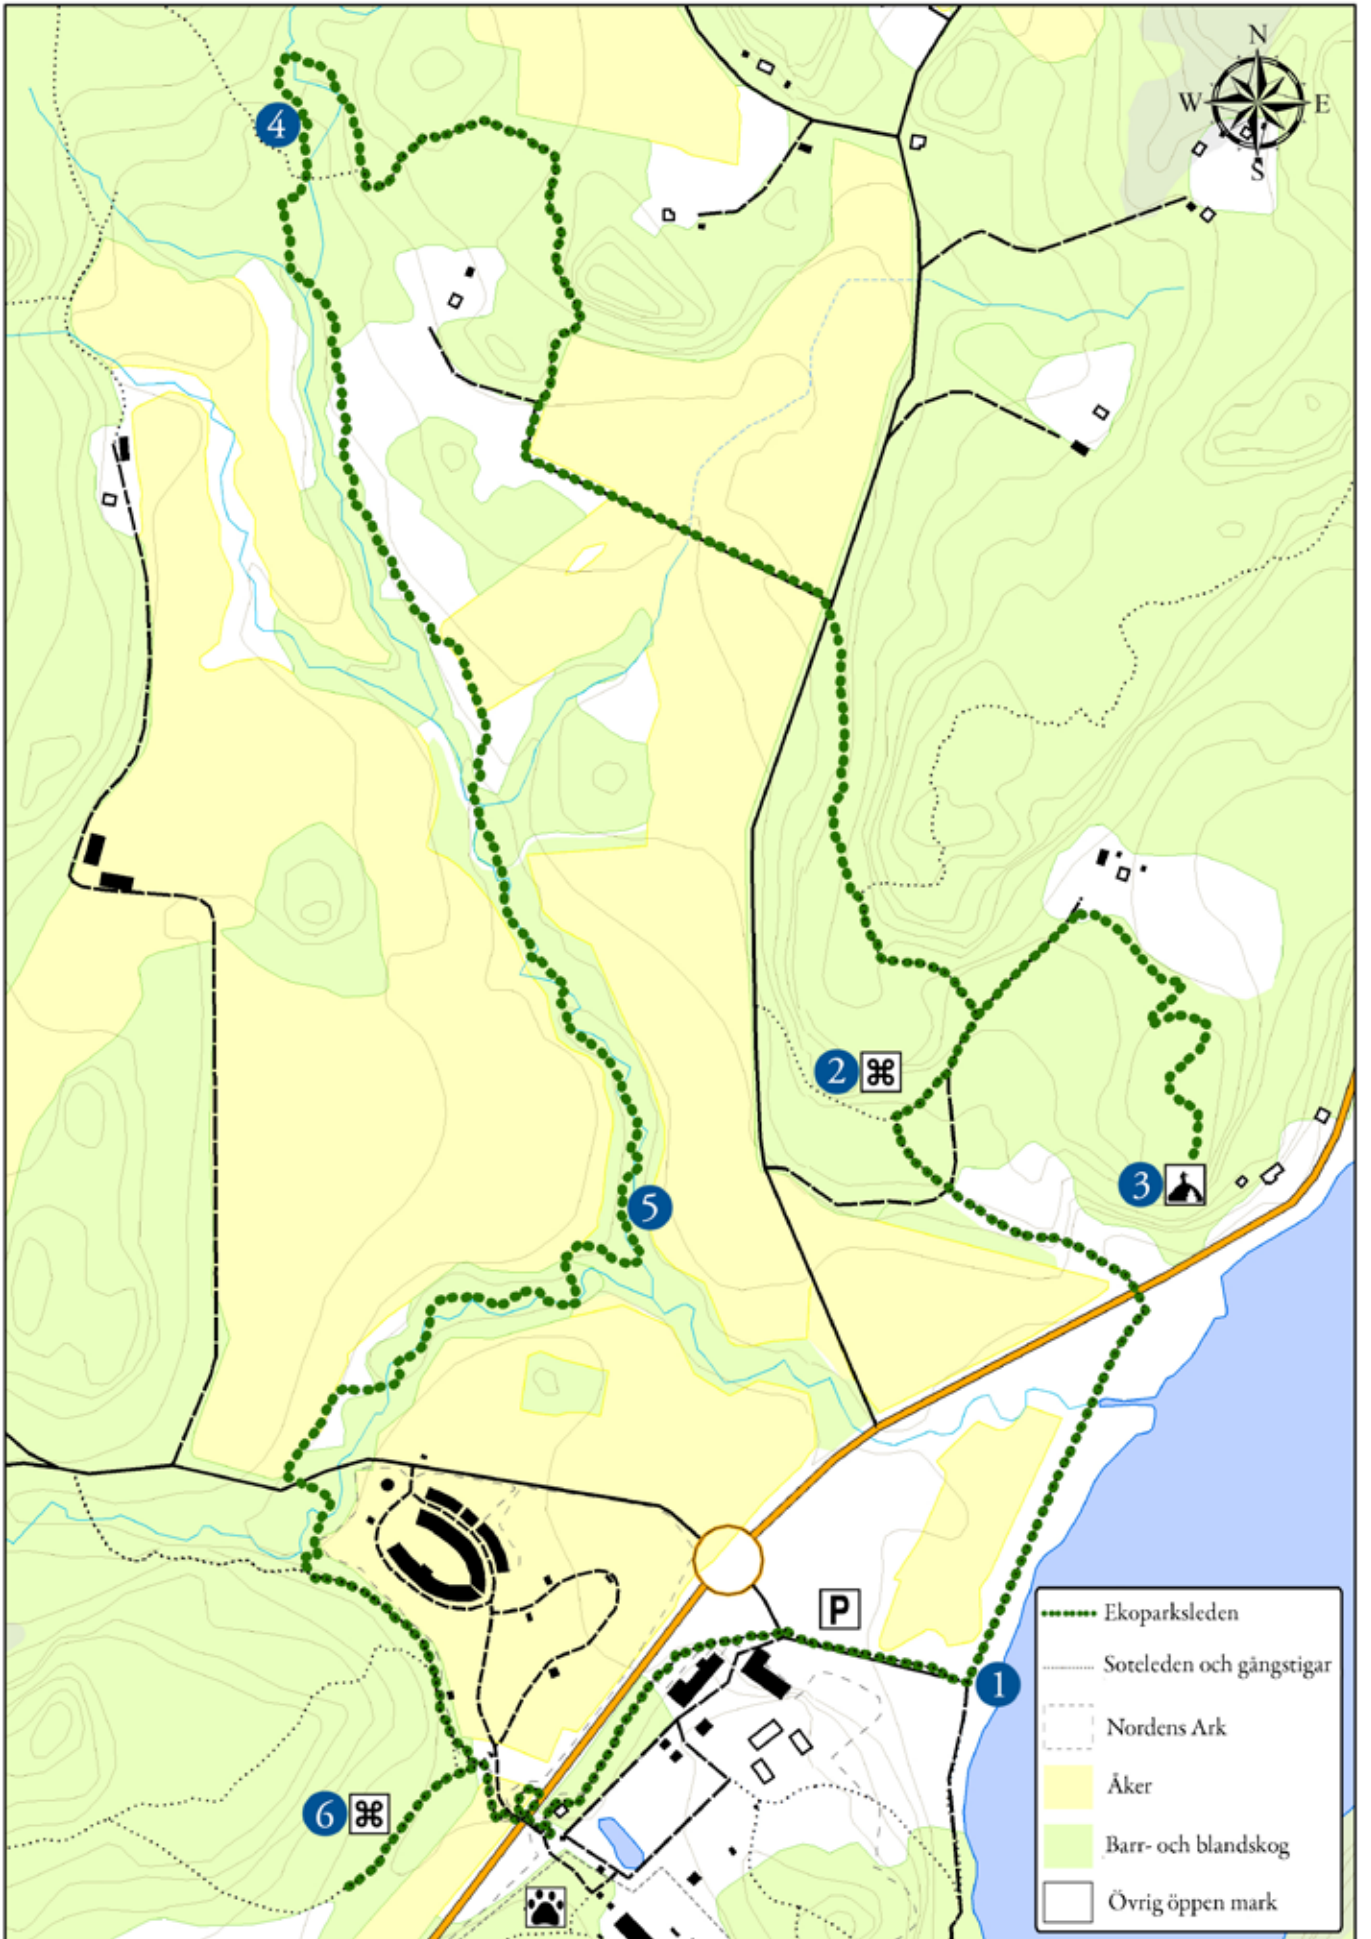 N
W E
S
4
2
3
5
P
1
6
Ekoparksleden
Soteleden och gångstigar
Nordens Ark
Åker
Barr- och blandskog
Övrig öppen mark